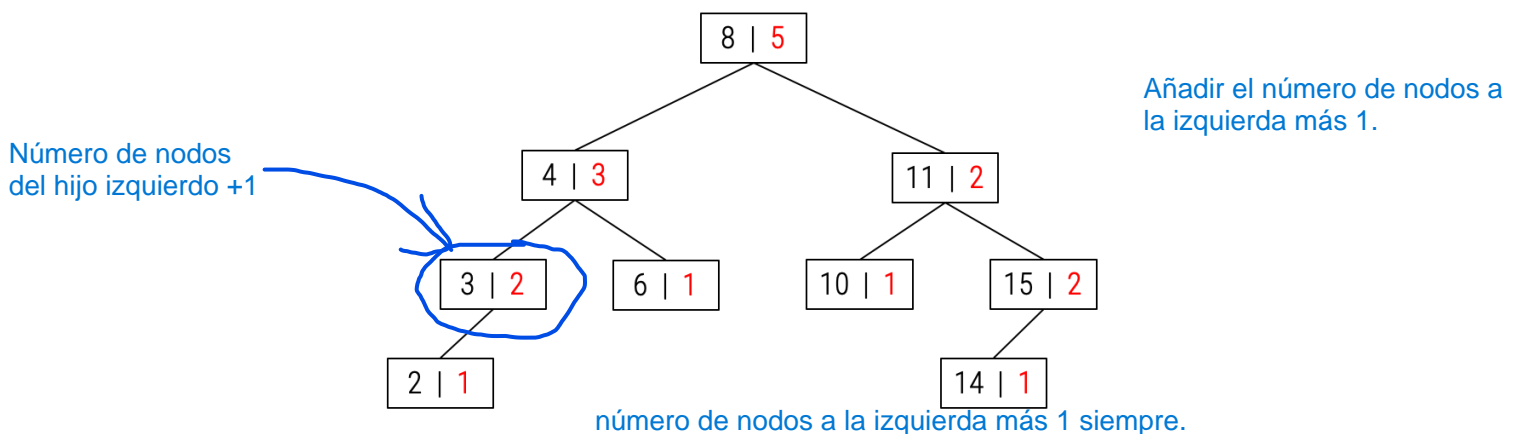 8 | 5
Añadir el número de nodos a
la izquierda más 1.
Número de nodos
del hijo izquierdo +1
4 | 3
11 | 2
3 | 2
6 | 1
10 | 1
15 | 2
2 | 1
14 | 1
número de nodos a la izquierda más 1 siempre.